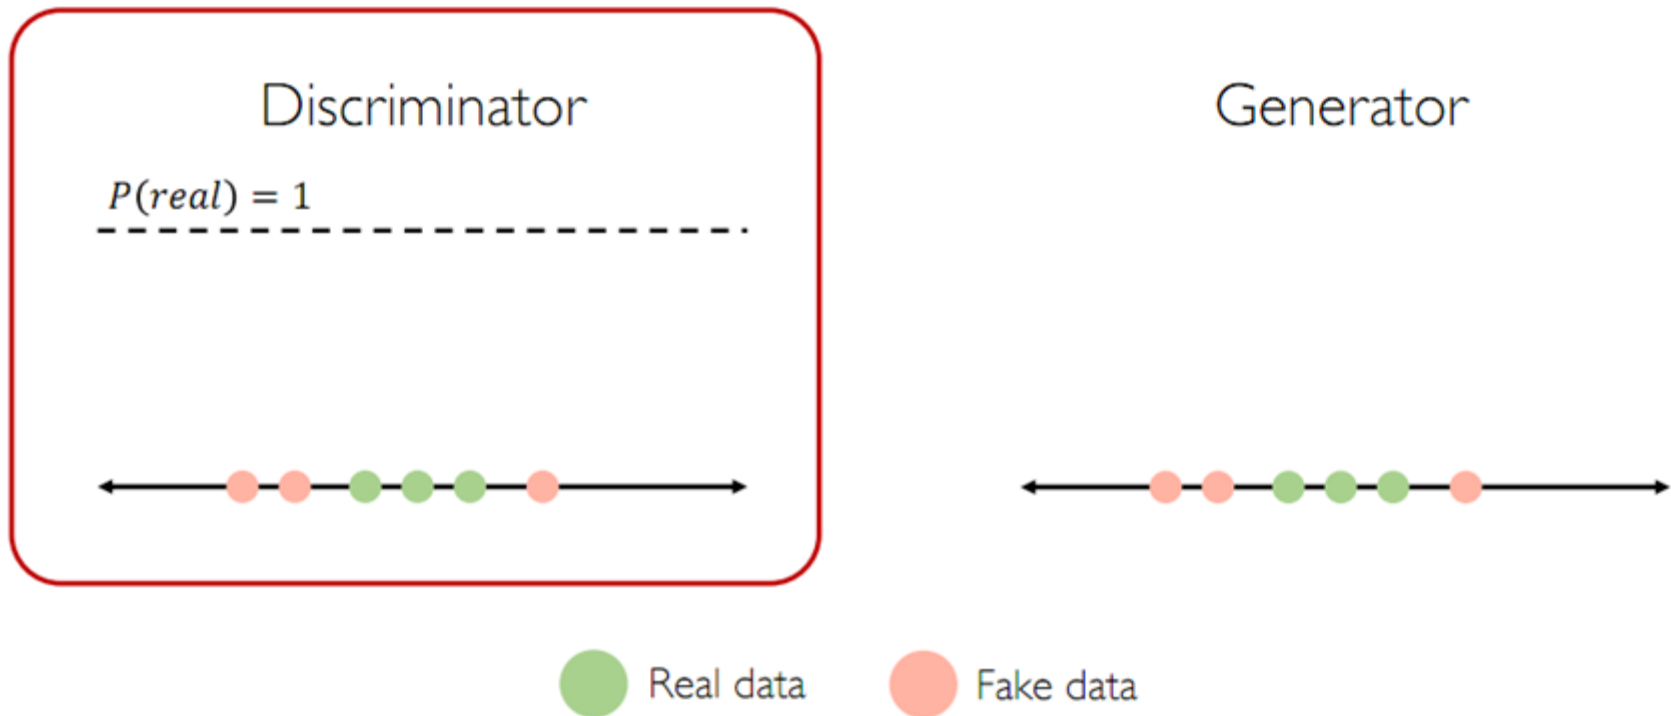 Discriminator
Generator
P(real) = 1
Real data
Fake data